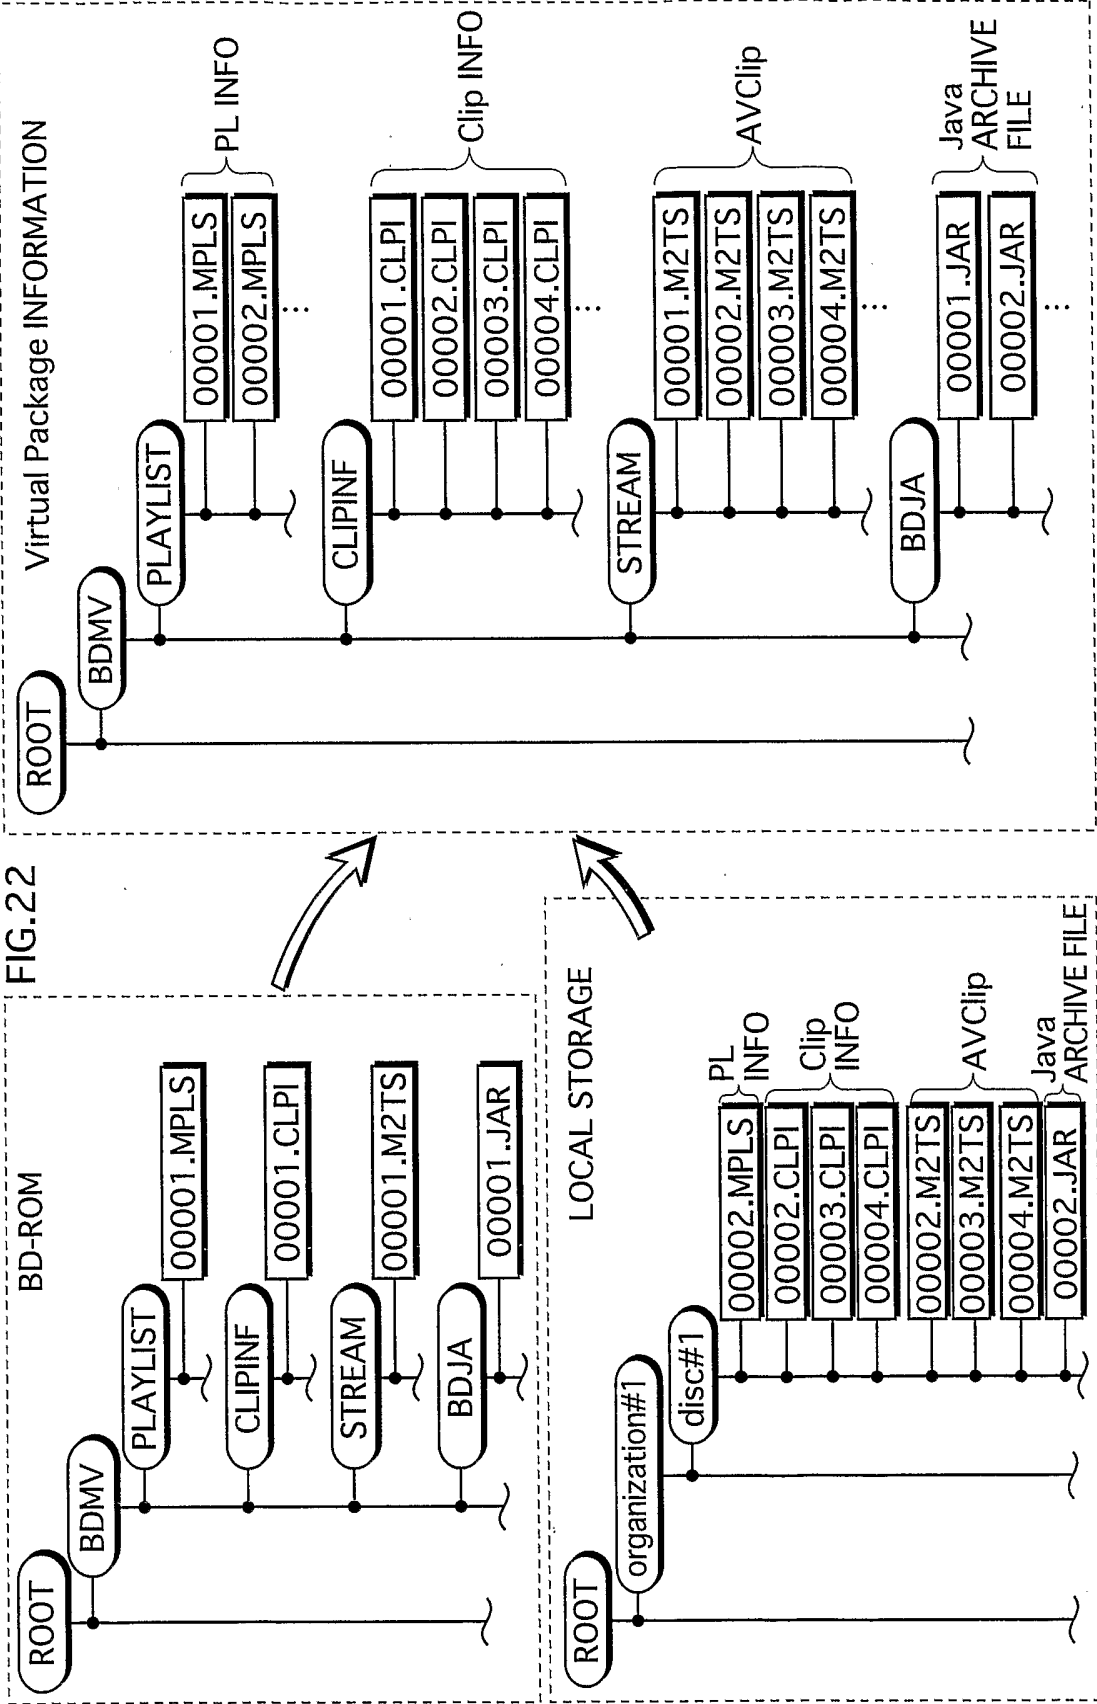 FIG.22
BD-ROM
ROOT
BDMV
PLAYLIST
00001.MPLS
CLIPINF
00001.CLPI
STREAM
00001.M2TS
BDJA
00001.JAR
LOCAL STORAGE
ROOT
organization#1
disc#1
00002.MPLS
PL
INFO
00002.CLPI
00003.CLPI
00004.CLPI
Clip
INFO
00002.M2TS
00003.M2TS
00004.M2TS
AVClip
00002.JAR
Java
ARCHIVE FILE
Virtual Package INFORMATION
ROOT
BDMV
PLAYLIST
00001.MPLS
00002.MPLS
...
PL INFO
CLIPINF
00001.CLPI
00002.CLPI
00003.CLPI
00004.CLPI
...
Clip INFO
STREAM
00001.M2TS
00002.M2TS
00003.M2TS
00004.M2TS
...
AVClip
BDJA
00001.JAR
00002.JAR
...
Java
ARCHIVE
FILE